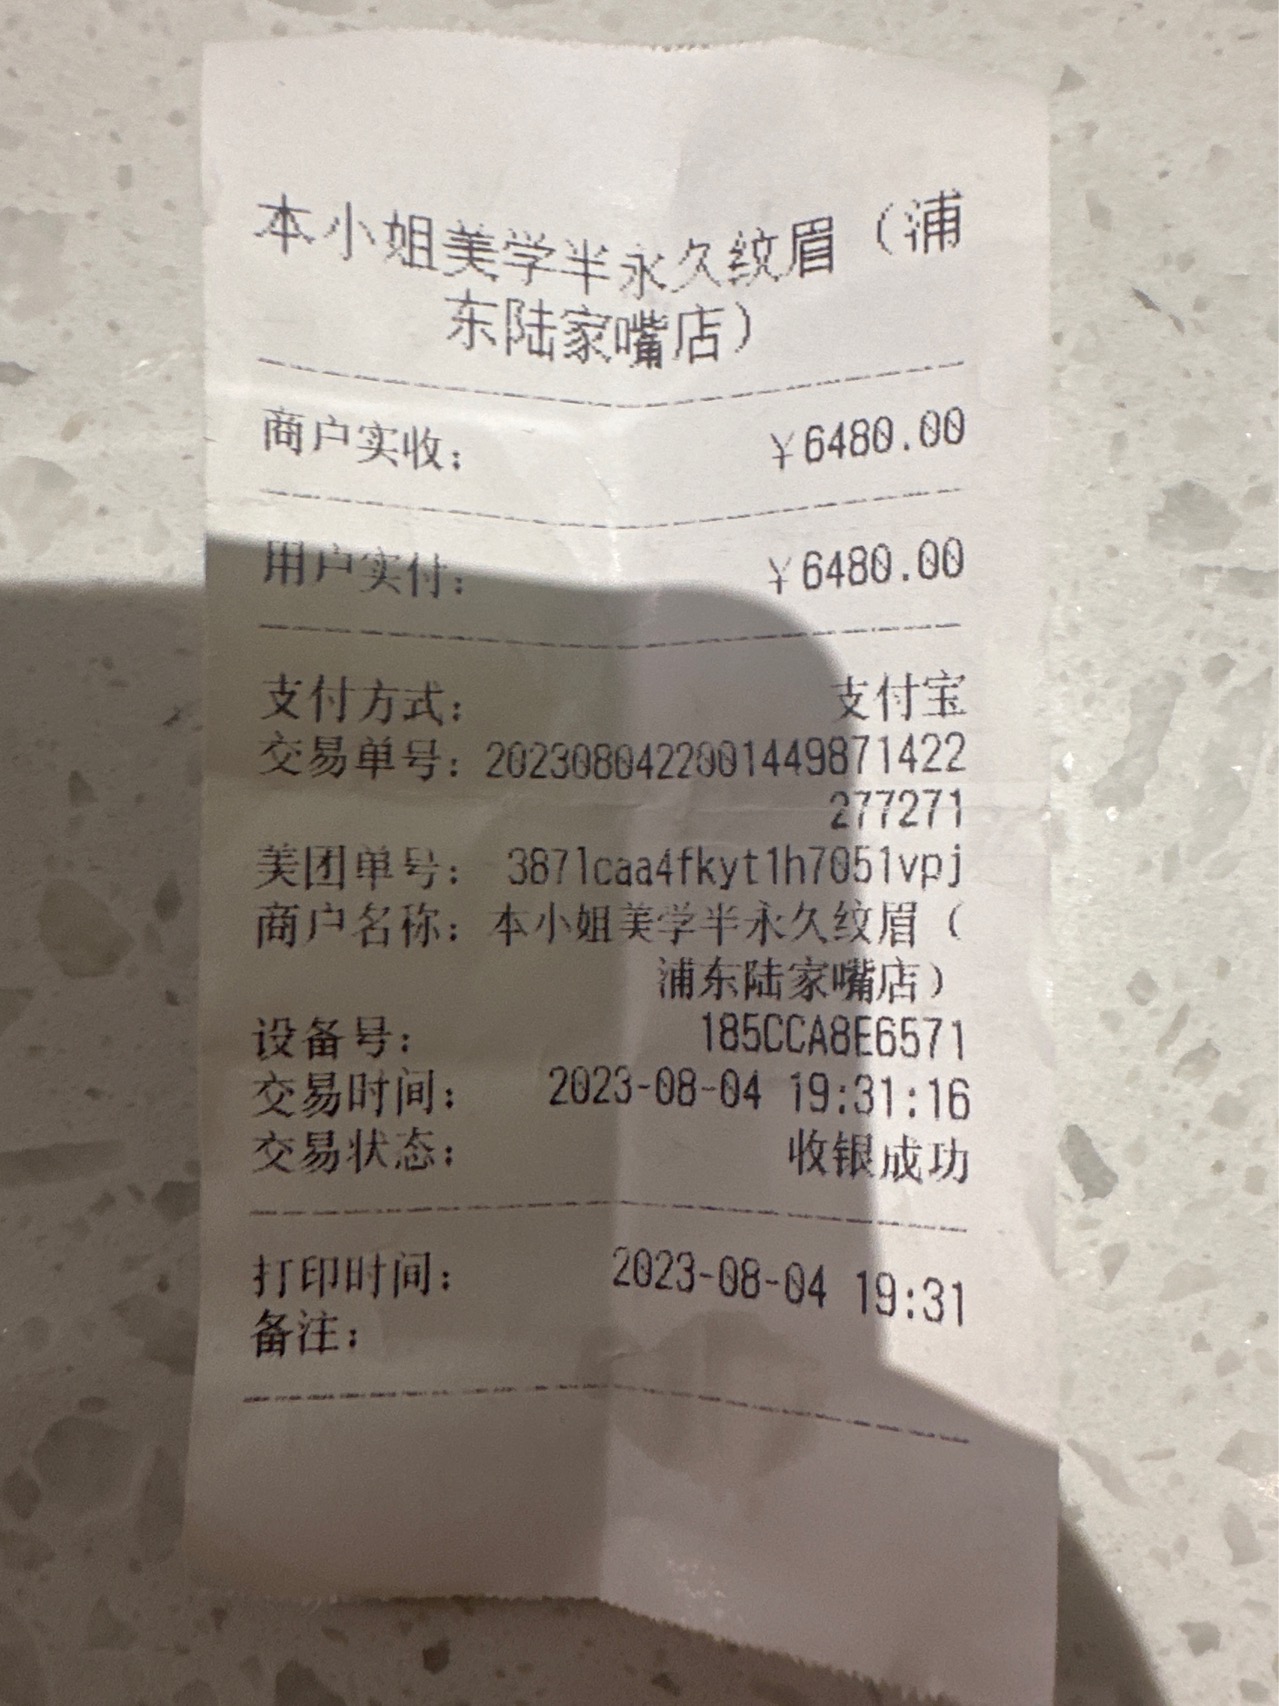 本小姐美学半永久纹眉（浦
东陆家嘴店）
商户实收： ￥6480.00
用户实付： ￥6480.00
支付方式： 支付宝
交易单号： 2023080422001449871422
277271
美团单号： 387lcaa4fkyt1h7051vpj
商户名称： 本小姐美学半永久纹眉（
浦东陆家嘴店）
设备号： 185CCA8E6571
交易时间： 2023-08-04 19:31:16
交易状态： 收银成功
打印时间： 2023-08-04 19:31
备注：